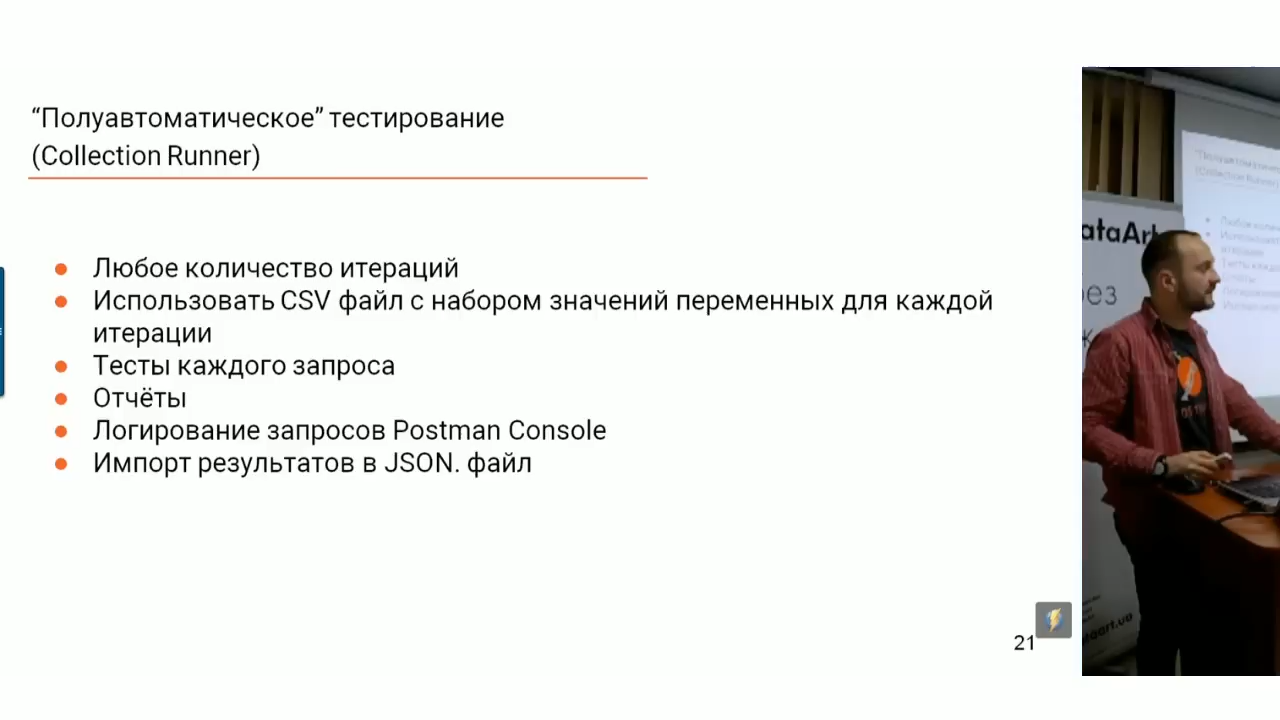 “Полуавтоматическое” тестирование
(Collection Runner)
Любое количество итераций
Использовать CSV файл с набором значений переменных для каждой
итерации
Тесты каждого запроса
Отчёты
Логирование запросов Postman Console
Импорт результатов в JSON. файл
21
ataArt